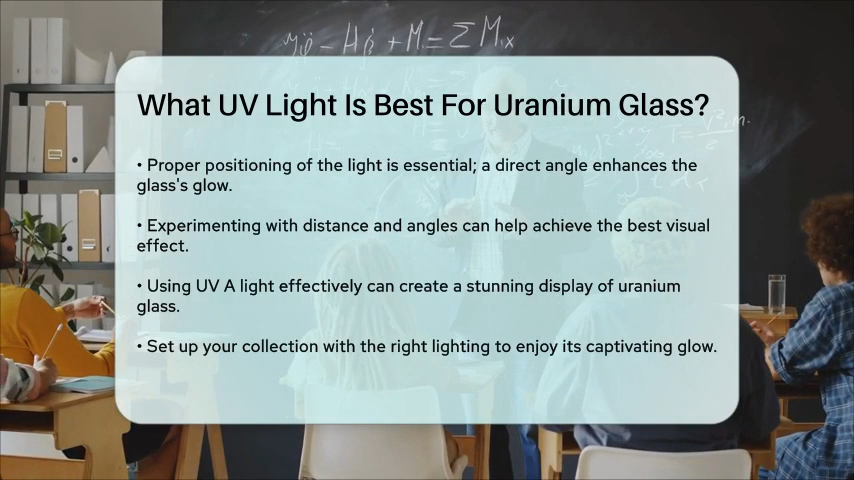 What UV Light Is Best For Uranium Glass?
• Proper positioning of the light is essential; a direct angle enhances the
glass's glow.
• Experimenting with distance and angles can help achieve the best visual
effect.
• Using UV A light effectively can create a stunning display of uranium
glass.
• Set up your collection with the right lighting to enjoy its captivating glow.